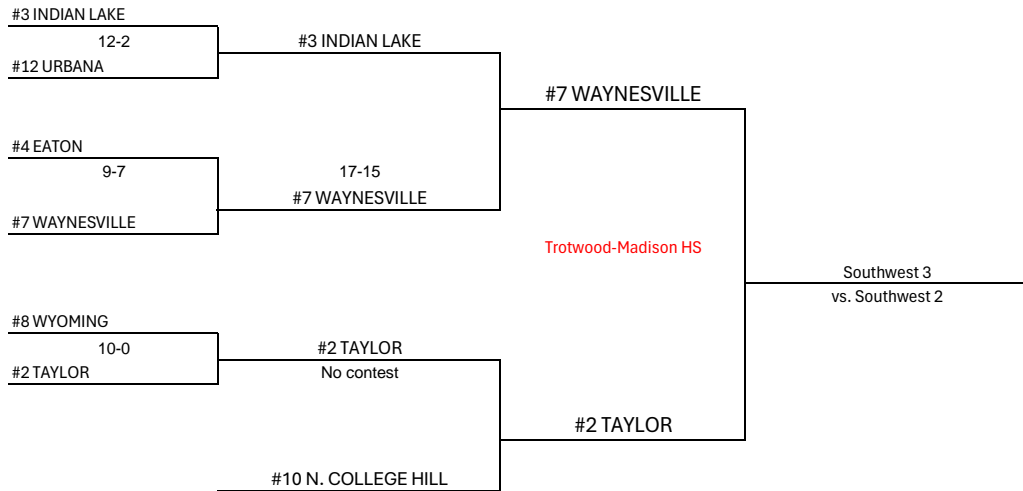 #3 INDIAN LAKE
12-2
#12 URBANA
#3 INDIAN LAKE
#7 WAYNESVILLE
#4 EATON
9-7
#7 WAYNESVILLE
17-15
#7 WAYNESVILLE
Trotwood-Madison HS
Southwest 3
vs. Southwest 2
#8 WYOMING
10-0
#2 TAYLOR
#2 TAYLOR
No contest
#2 TAYLOR
#10 N. COLLEGE HILL